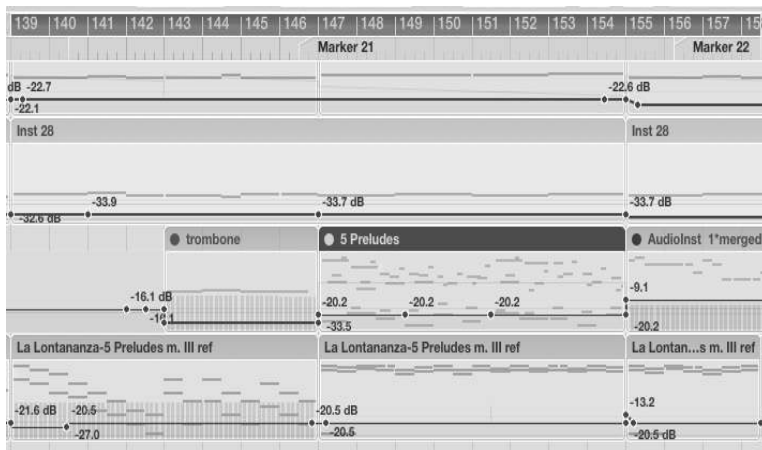 139 140 141 142 143 144 145 146 147 148 149 150 151 152 153 154 155 156 157
Marker 21 Marker 22
dB -22.7 -22.6 dB
-22.1
Inst 28 Inst 28
-33.9 -33.7 dB -33.7 dB
-32.6 dB
trombone 5 Preludes AudioInst 1*merged
-9.1
-16.1 dB -20.2 -20.2 -20.2
-33.5 -20.2
La Lontananza-5 Preludes m. III ref La Lontananza-5 Preludes m. III ref La Lontan...s m. III ref
-13.2
-21.6 dB -20.5 -20.5 dB
-27.0 -20.5 -20.5 dB